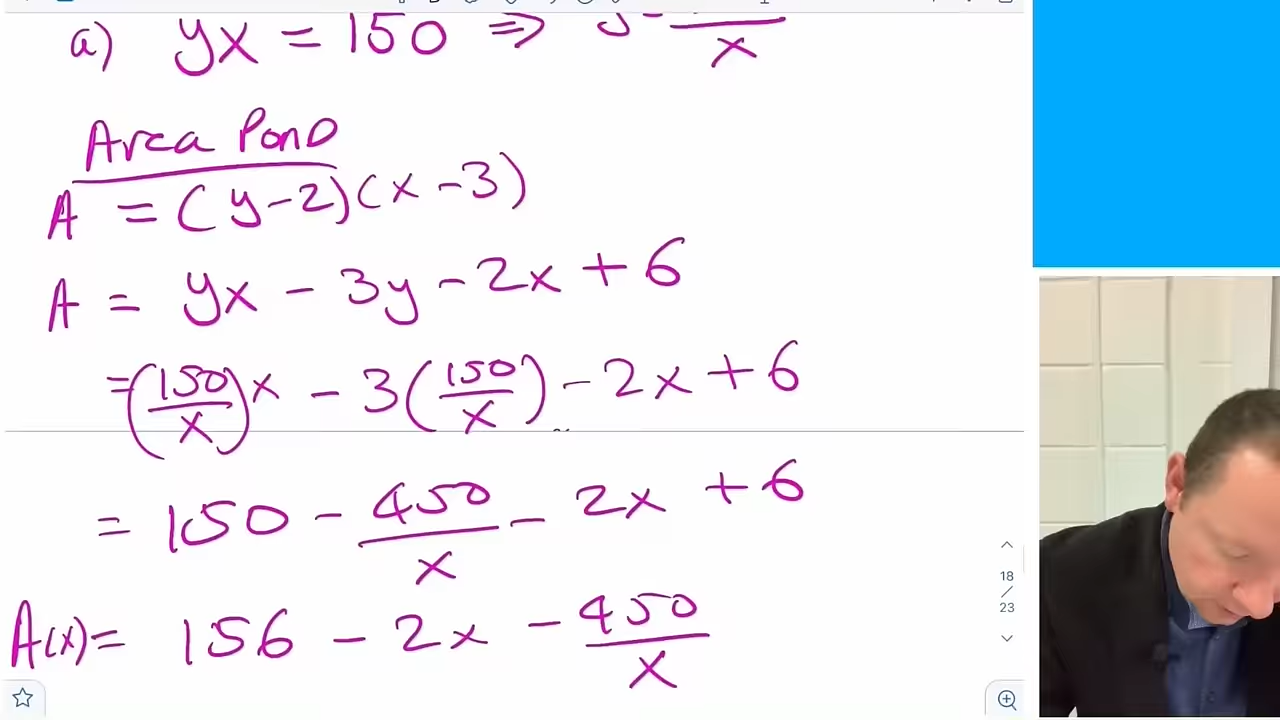 a) yx = 150 ⇒ y = /x
Area Pond
A = (y-2)(x-3)
A = yx - 3y - 2x + 6
= (150/x)x - 3(150/x) - 2x + 6
= 150 - 450/x - 2x + 6
A(x) = 156 - 2x - 450/x
18
/
23